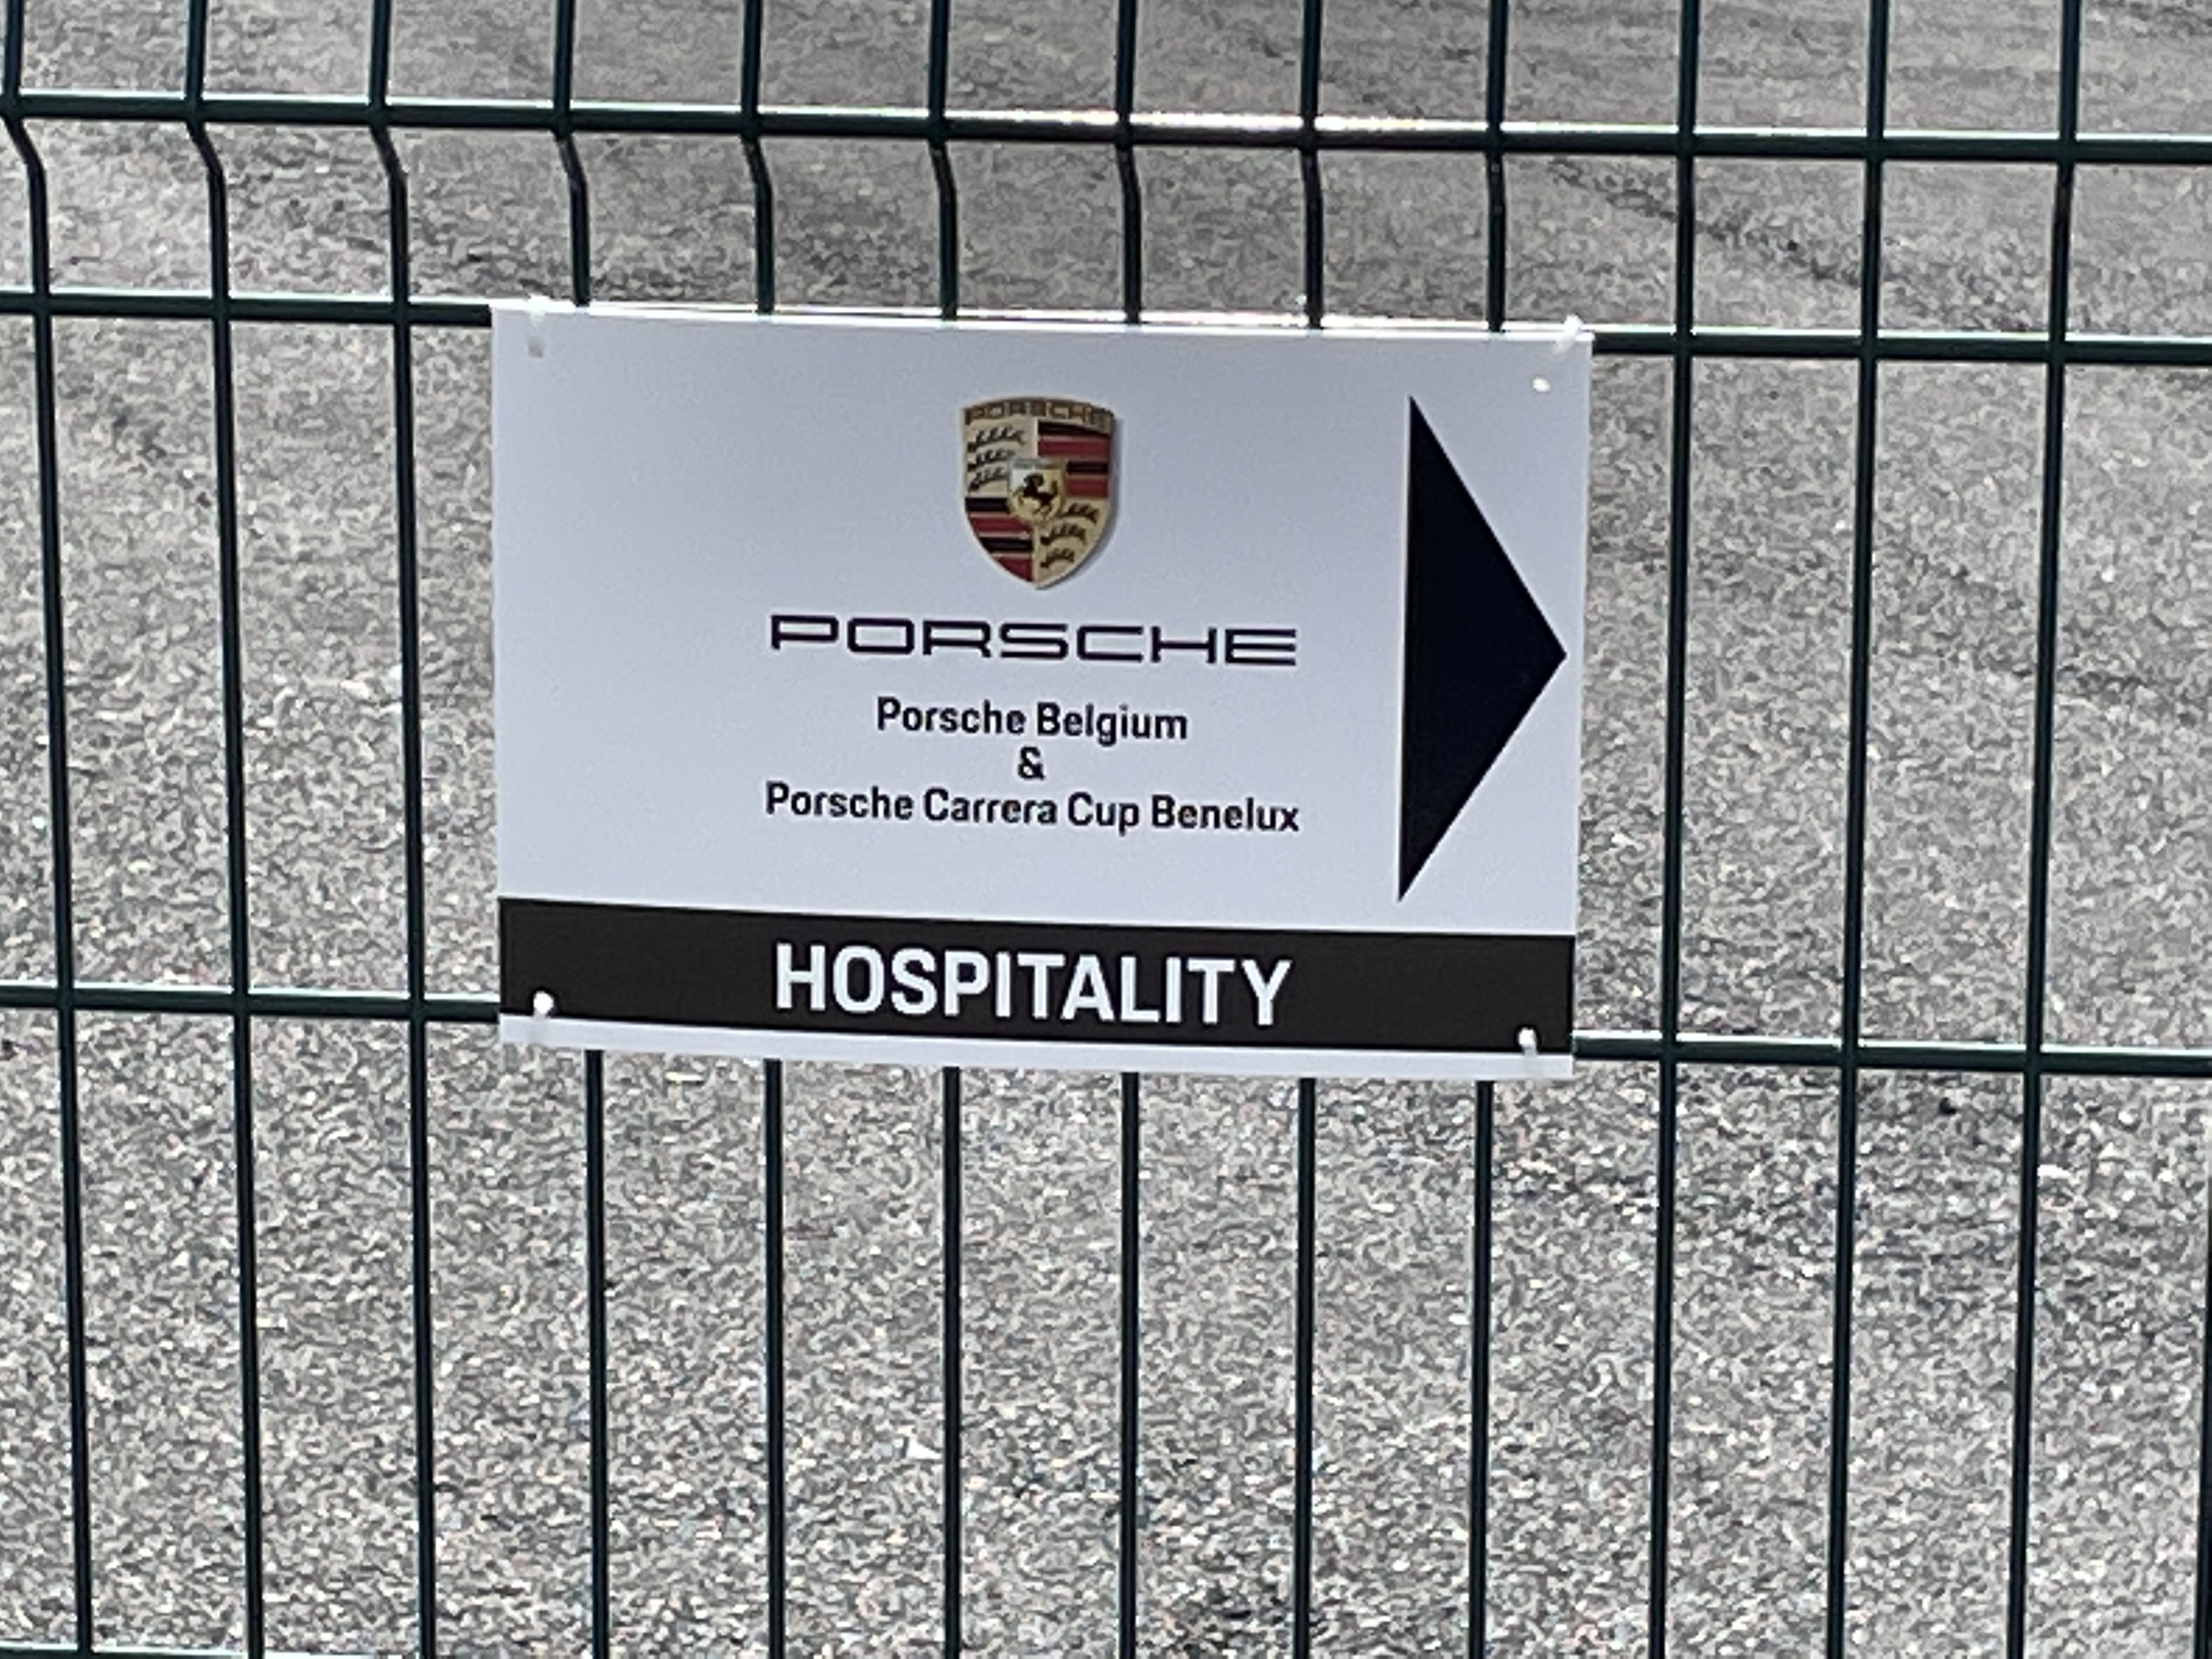 PORSCHE
PORSCHE
Porsche Belgium
&
Porsche Carrera Cup Benelux
HOSPITALITY